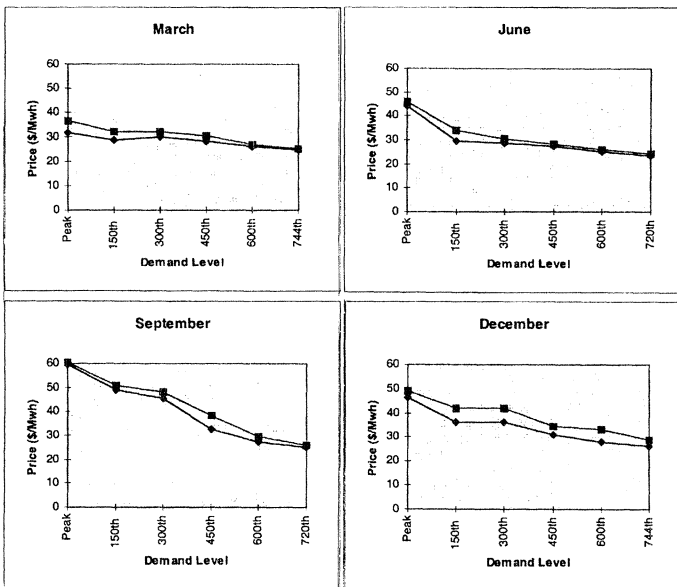 March
Price ($/Mwh)
60
50
40
30
20
10
0
Peak
150th
300th
450th
600th
744th
Demand Level
June
Price ($/Mwh)
60
50
40
30
20
10
0
Peak
150th
300th
450th
600th
720th
Demand Level
September
Price ($/Mwh)
60
50
40
30
20
10
0
Peak
150th
300th
450th
600th
720th
Demand Level
December
Price ($/Mwh)
60
50
40
30
20
10
0
Peak
150th
300th
450th
600th
744th
Demand Level